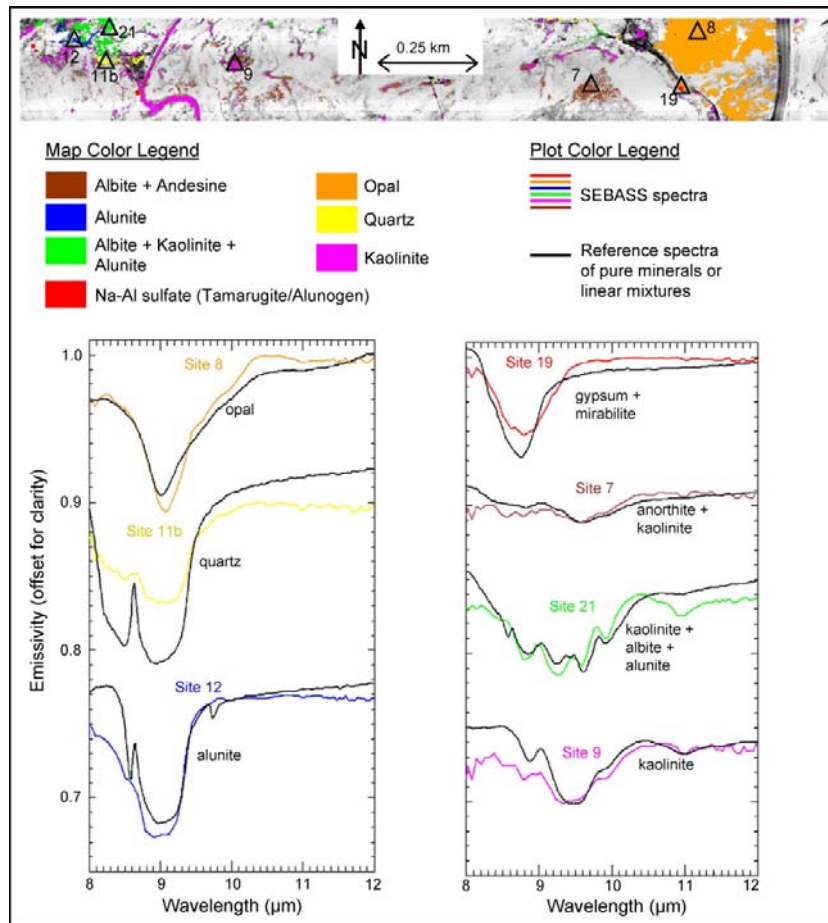 21
12
11b
9
N
0.25 km
7
8
19
Map Color Legend
Albite + Andesine
Alunite
Albite + Kaolinite +
Alunite
Na-Al sulfate (Tamarugite/Alunogen)
Opal
Quartz
Kaolinite
Plot Color Legend
SEBASS spectra
Reference spectra
of pure minerals or
linear mixtures
Emissivity (offset for clarity)
1.0
0.9
0.8
0.7
Site 8
opal
Site 11b
quartz
Site 12
alunite
8 9 10 11 12
Wavelength (µm)
Site 19
gypsum +
mirabilite
Site 7
anorthite +
kaolinite
Site 21
kaolinite +
albite +
alunite
Site 9
kaolinite
8 9 10 11 12
Wavelength (µm)